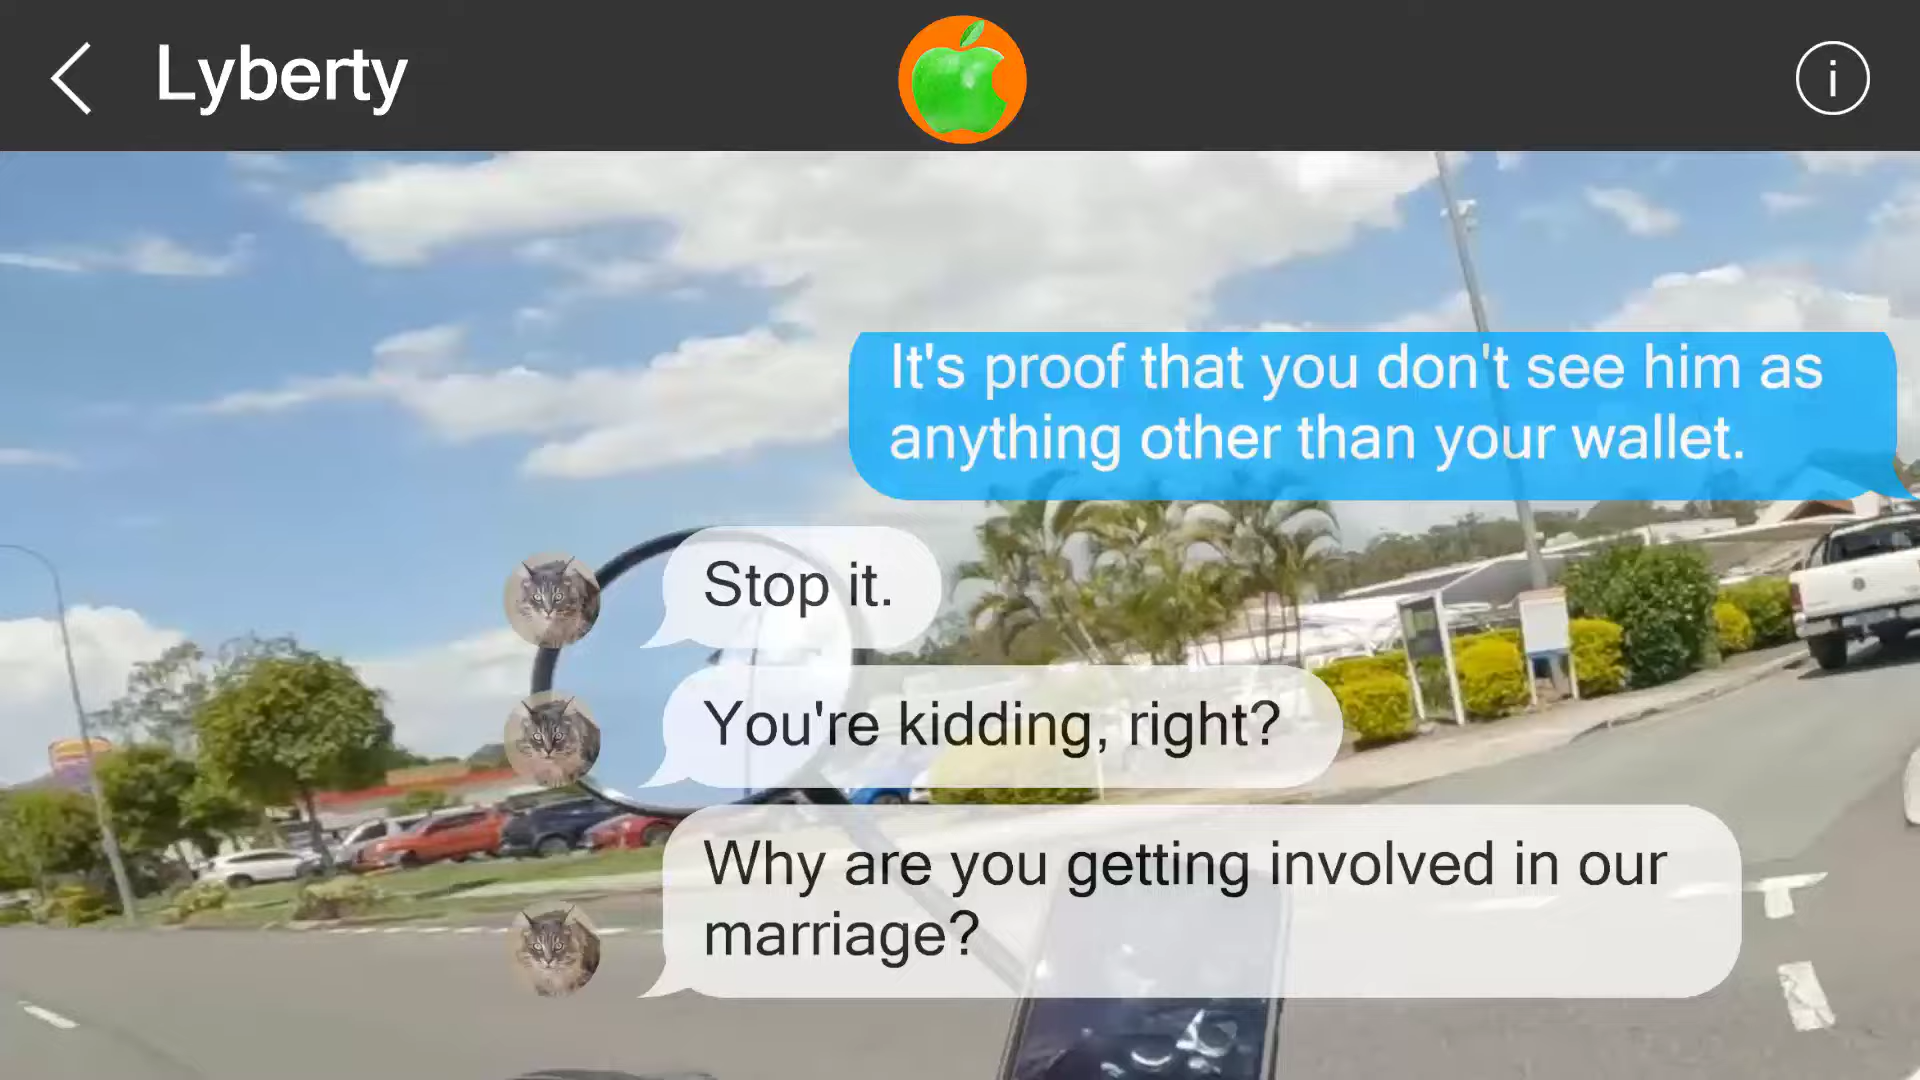 Lyberty
It's proof that you don't see him as
anything other than your wallet.
Stop it.
You're kidding, right?
Why are you getting involved in our
marriage?